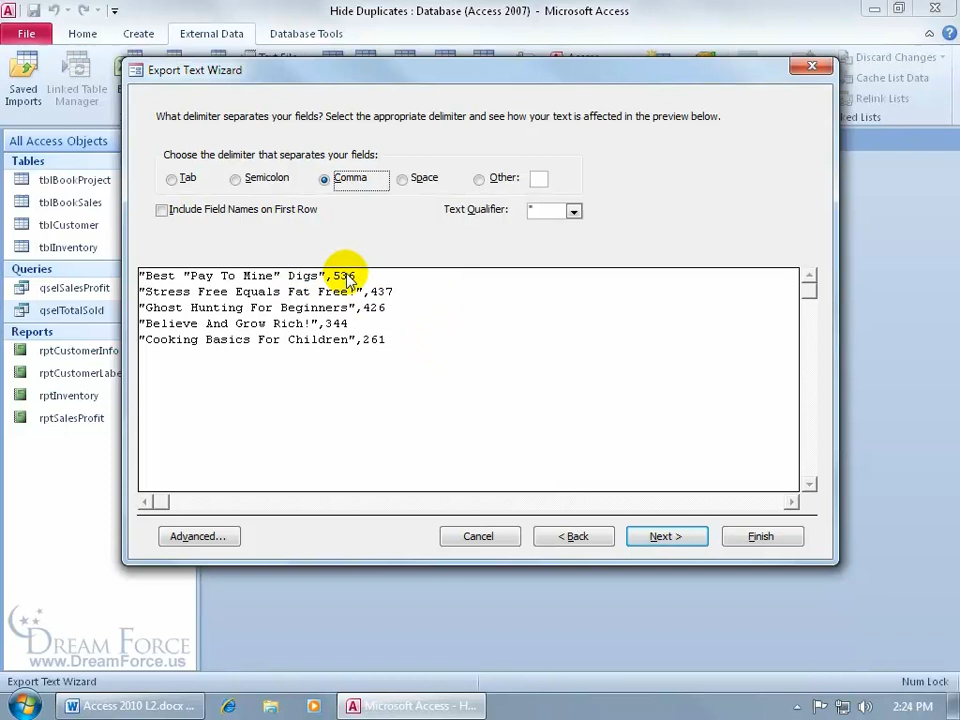 Hide Duplicates : Database (Access 2007) - Microsoft Access
File Home Create External Data Database Tools
Saved Imports
Linked Table Manager
Discard Changes
Cache List Data
Relink Lists
Export Text Wizard
What delimiter separates your fields? Select the appropriate delimiter and see how your text is affected in the preview below.
Choose the delimiter that separates your fields:
Tab Semicolon Comma Space Other:
Include Field Names on First Row Text Qualifier: "
"Best "Pay To Mine" Digs",536
"Stress Free Equals Fat Free!",437
"Ghost Hunting For Beginners",426
"Believe And Grow Rich!",344
"Cooking Basics For Children",261
Advanced... Cancel < Back Next > Finish
All Access Objects
Tables
tblBookProject
tblBookSales
tblCustomer
tblInventory
Queries
qselSalesProfit
qselTotalSold
Reports
rptCustomerInfo
rptCustomerLabe
rptInventory
rptSalesProfit
DREAM FORCE
www.DreamForce.us
Export Text Wizard Num Lock
Access 2010 L2.docx ... Microsoft Access - H... 2:24 PM